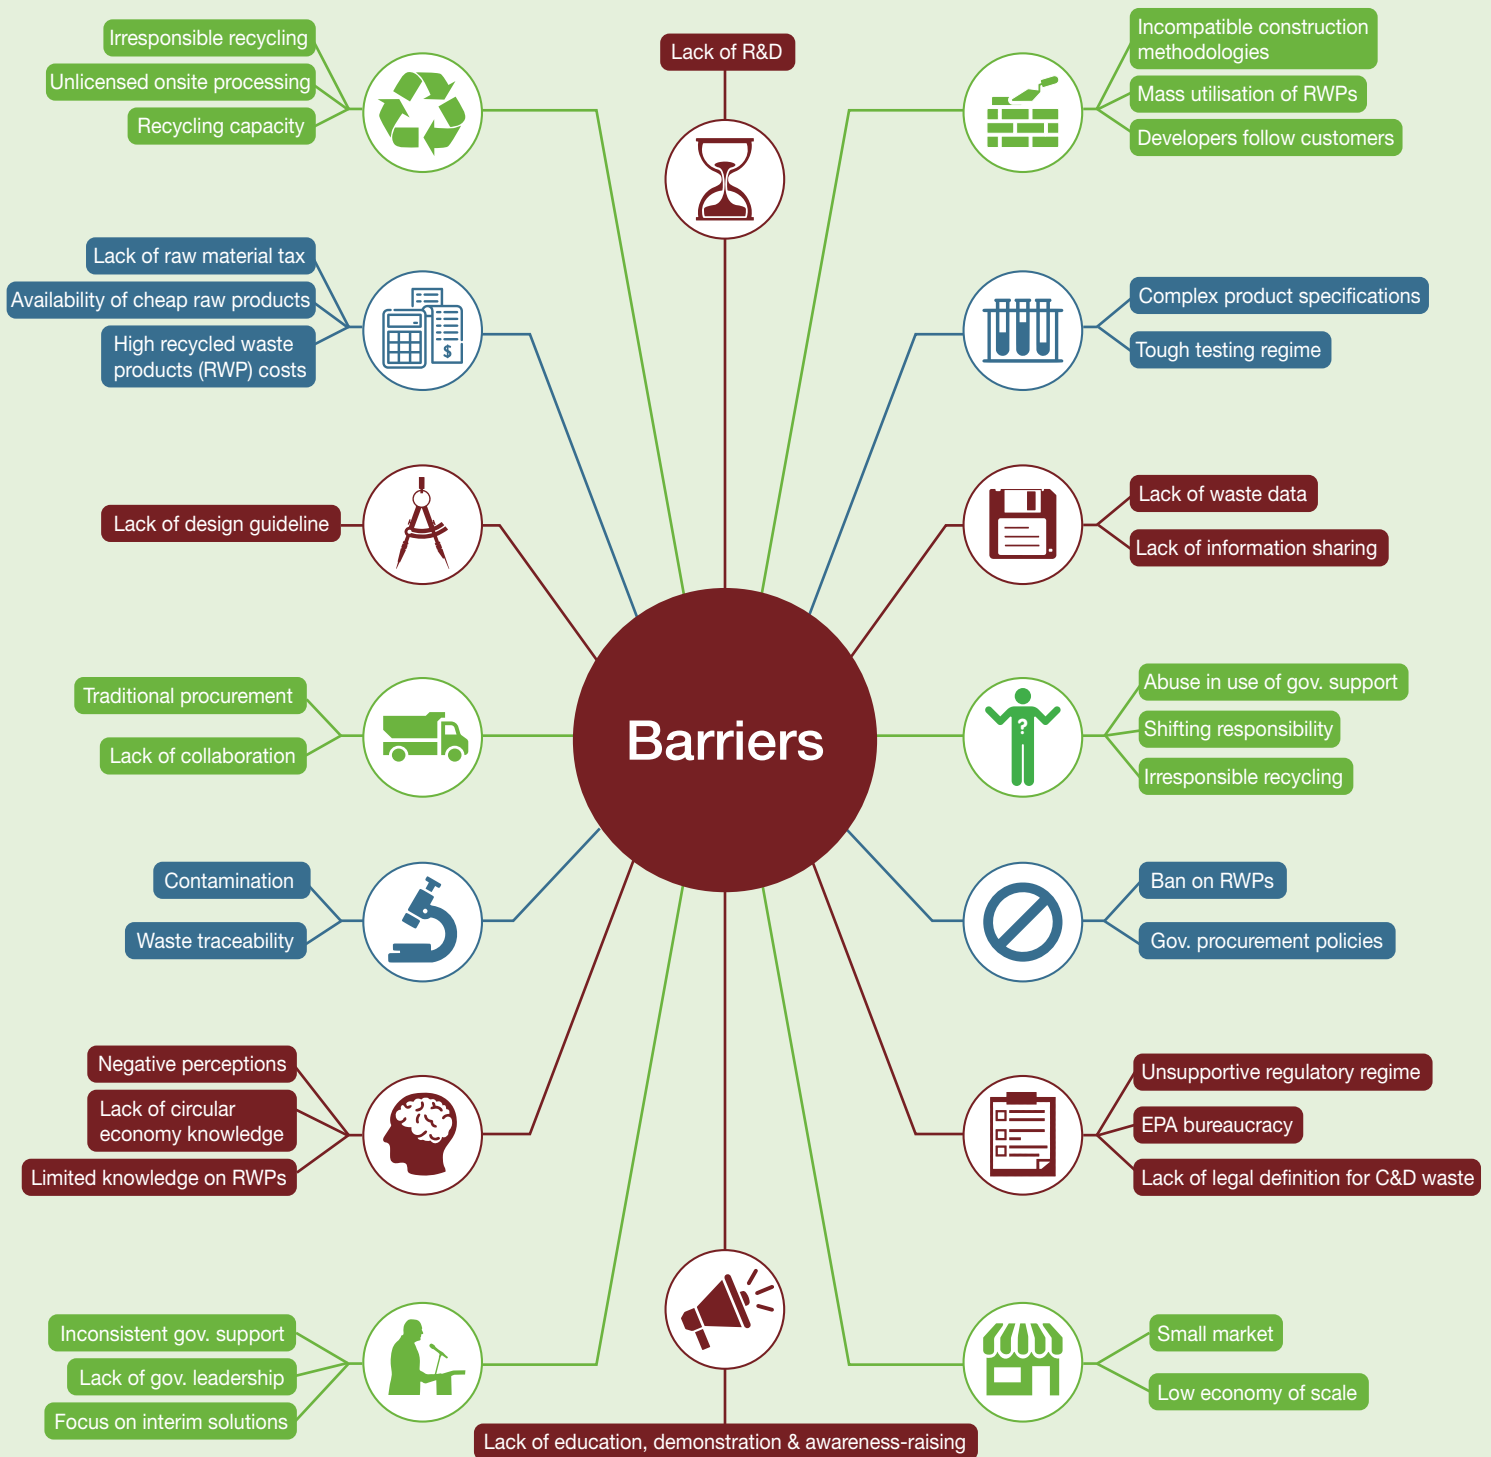 Irresponsible recycling
Unlicensed onsite processing
Recycling capacity
Lack of R&D
Incompatible construction
methodologies
Mass utilisation of RWPs
Developers follow customers
Lack of raw material tax
Availability of cheap raw products
High recycled waste
products (RWP) costs
$
Complex product specifications
Tough testing regime
Lack of design guideline
Lack of waste data
Lack of information sharing
Traditional procurement
Lack of collaboration
Barriers
?
Abuse in use of gov. support
Shifting responsibility
Irresponsible recycling
Contamination
Waste traceability
Ban on RWPs
Gov. procurement policies
Negative perceptions
Lack of circular
economy knowledge
Limited knowledge on RWPs
Unsupportive regulatory regime
EPA bureaucracy
Lack of legal definition for C&D waste
Inconsistent gov. support
Lack of gov. leadership
Focus on interim solutions
Lack of education, demonstration & awareness-raising
Small market
Low economy of scale